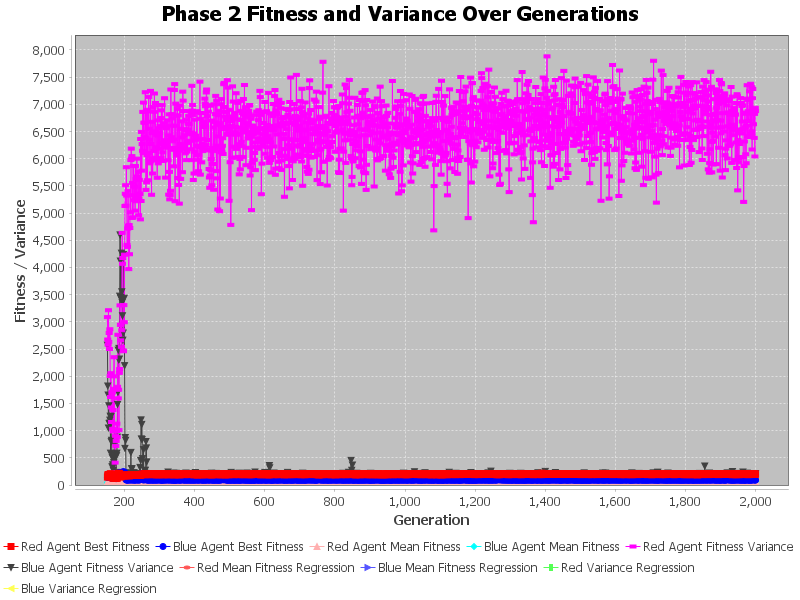 Phase 2 Fitness and Variance Over Generations
8,000
7,500
7,000
6,500
6,000
5,500
5,000
4,500
4,000
3,500
3,000
2,500
2,000
1,500
1,000
500
0
Fitness / Variance
200 400 600 800 1,000 1,200 1,400 1,600 1,800 2,000
Generation
Red Agent Best Fitness Blue Agent Best Fitness Red Agent Mean Fitness Blue Agent Mean Fitness Red Agent Fitness Variance
Blue Agent Fitness Variance Red Mean Fitness Regression Blue Mean Fitness Regression Red Variance Regression
Blue Variance Regression